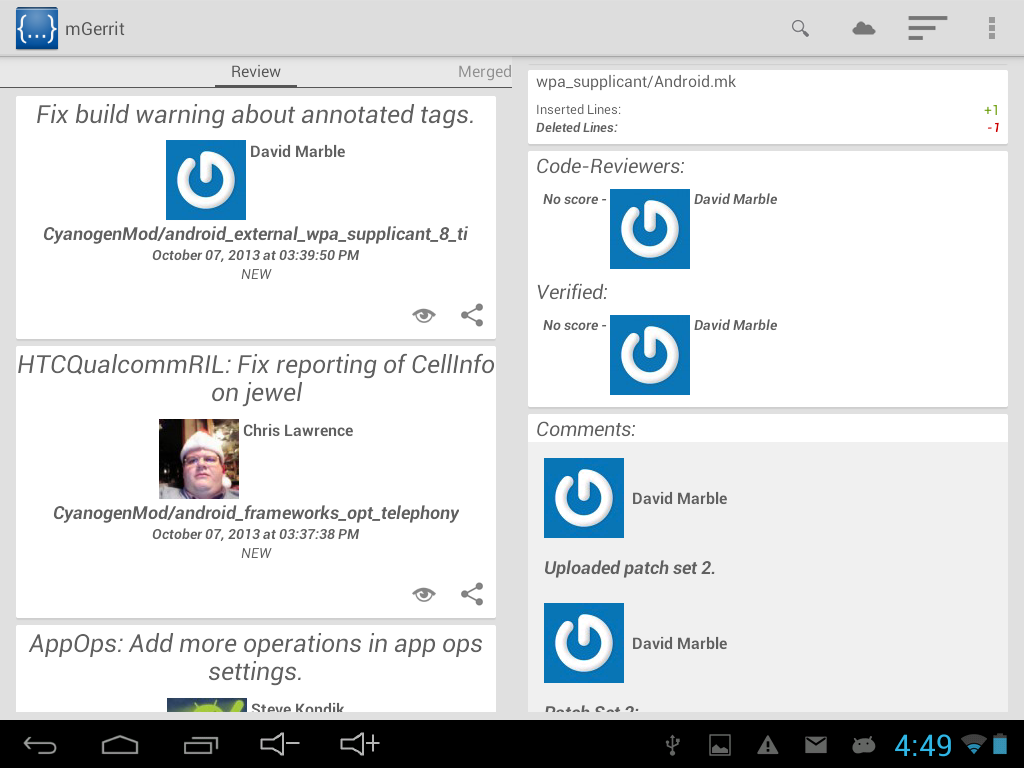 {...} mGerrit
Review
Merged
Fix build warning about annotated tags.
David Marble
CyanogenMod/android_external_wpa_supplicant_8_ti
October 07, 2013 at 03:39:50 PM
NEW
HTCQualcommRIL: Fix reporting of CellInfo
on jewel
Chris Lawrence
CyanogenMod/android_frameworks_opt_telephony
October 07, 2013 at 03:37:38 PM
NEW
AppOps: Add more operations in app ops
settings.
Steve Kondik
wpa_supplicant/Android.mk
Inserted Lines: +1
Deleted Lines: -1
Code-Reviewers:
No score - David Marble
Verified:
No score - David Marble
Comments:
David Marble
Uploaded patch set 2.
David Marble
Patch Set 2:
4:49